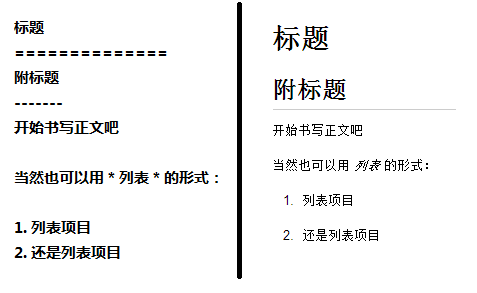 标题
==============
附标题
-------
开始书写正文吧
当然也可以用 * 列表 * 的形式：
1. 列表项目
2. 还是列表项目
标题
附标题
开始书写正文吧
当然也可以用 列表 的形式：
1. 列表项目
2. 还是列表项目